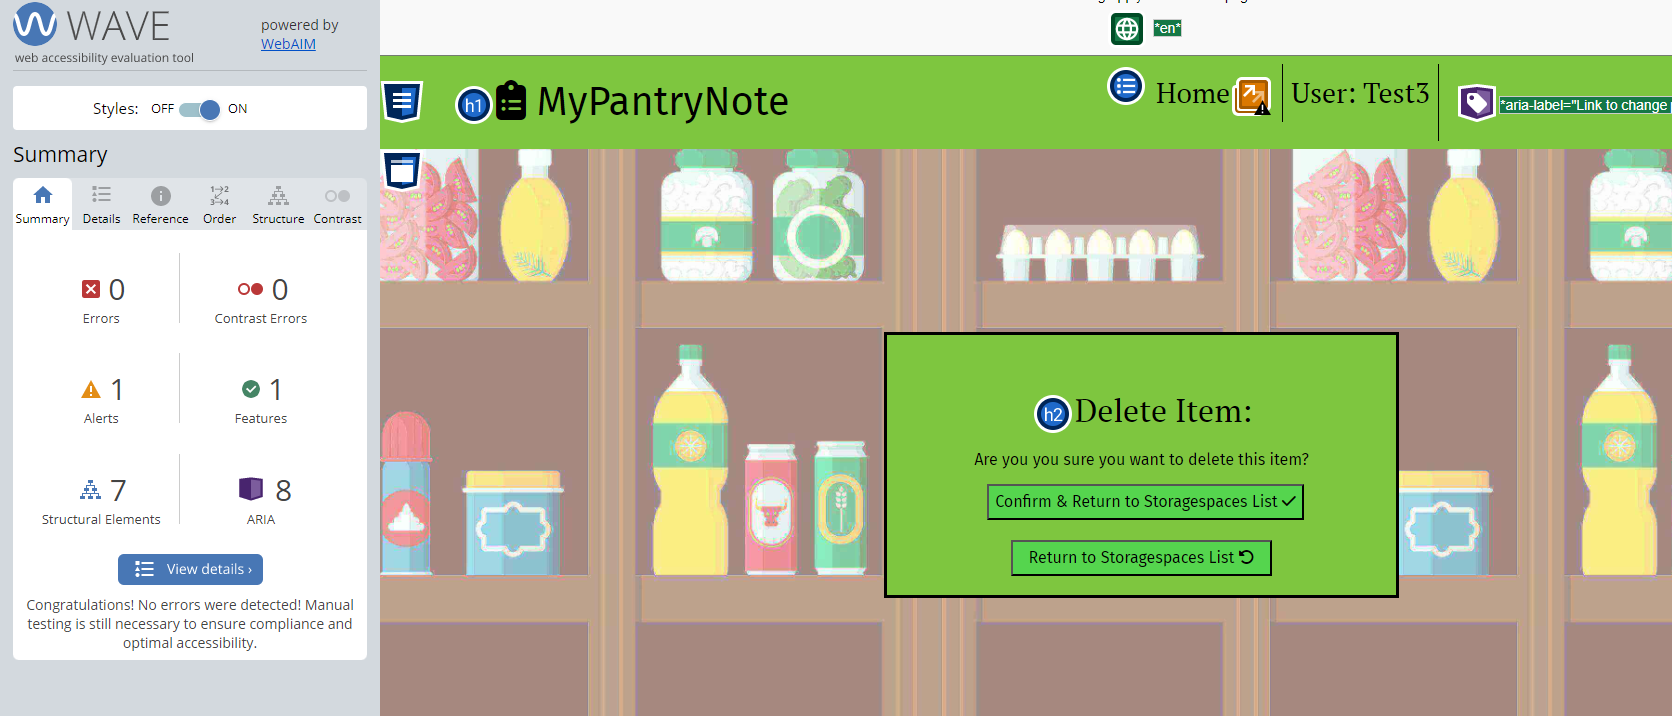 WAVE
powered by
WebAIM
web accessibility evaluation tool
Styles: OFF ON
Summary
Summary Details Reference Order Structure Contrast
0 0
Errors Contrast Errors
1 1
Alerts Features
7 8
Structural Elements ARIA
View details ›
Congratulations! No errors were detected! Manual
testing is still necessary to ensure compliance and
optimal accessibility.
*en*
h1 MyPantryNote
Home
User: Test3
*aria-label="Link to change
h2 Delete Item:
Are you you sure you want to delete this item?
Confirm & Return to Storagespaces List
Return to Storagespaces List